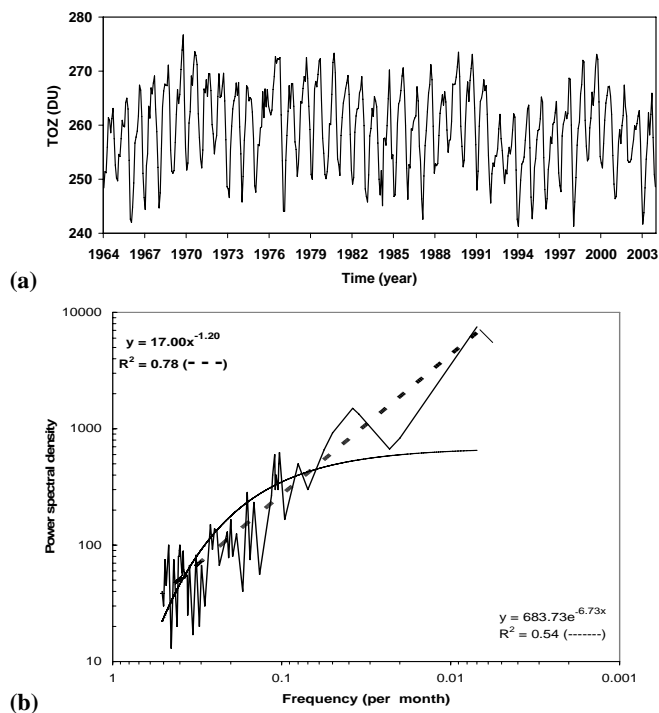 280
270
260
250
240
TOZ (DU)
1964 1967 1970 1973 1976 1979 1982 1985 1988 1991 1994 1997 2000 2003
Time (year)
(a)
10000
1000
100
10
Power spectral density
y = 17.00x^-1.20
R² = 0.78 (- - -)
y = 683.73e^-6.73x
R² = 0.54 (-------)
1 0.1 0.01 0.001
Frequency (per month)
(b)